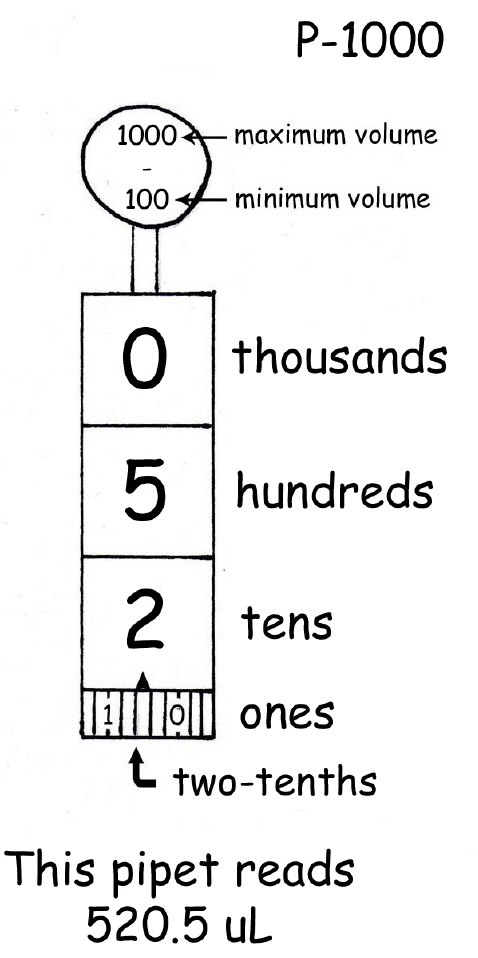 P-1000
1000 maximum volume
-
100 minimum volume
0 thousands
5 hundreds
2 tens
1 0 ones
two-tenths
This pipet reads
520.5 uL